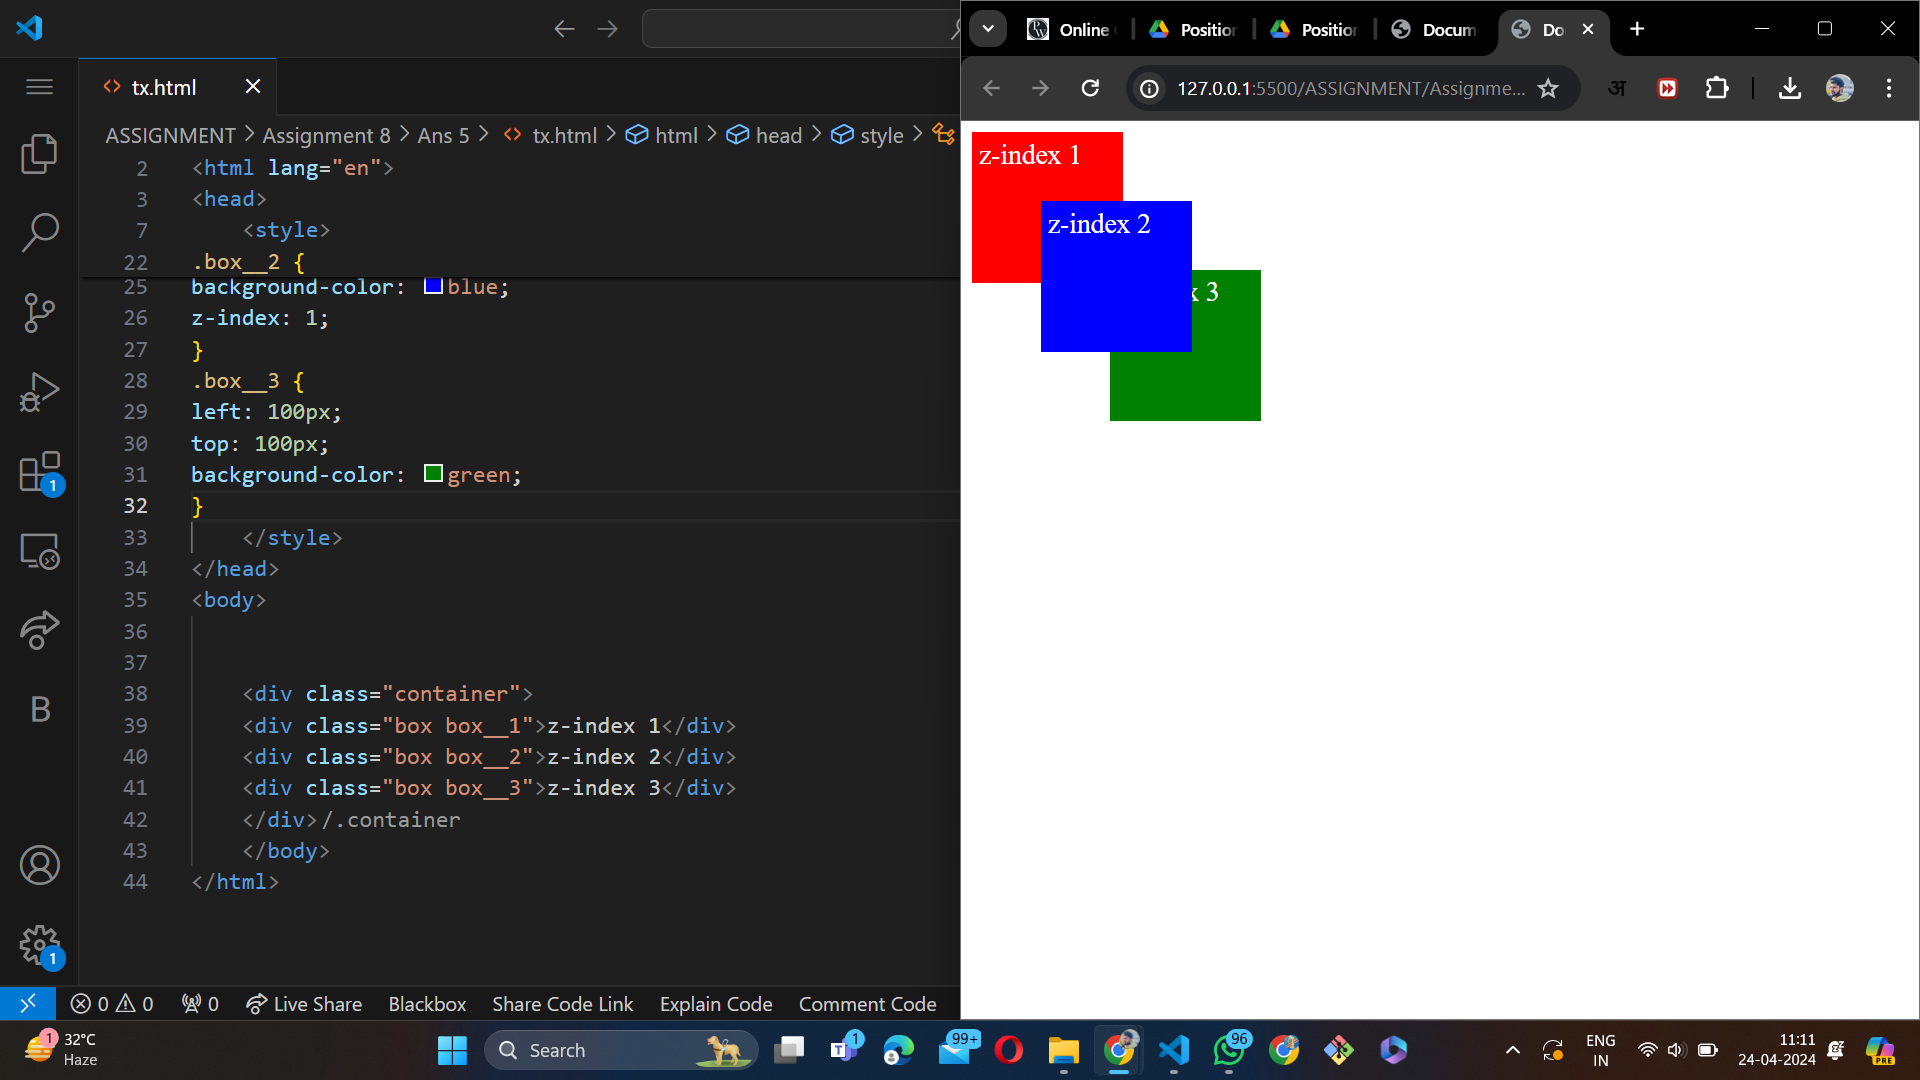 tx.html
ASSIGNMENT > Assignment 8 > Ans 5 > tx.html > html > head > style >
2 <html lang="en">
3 <head>
7 <style>
22 .box__2 {
25 background-color: blue;
26 z-index: 1;
27 }
28 .box__3 {
29 left: 100px;
30 top: 100px;
31 background-color: green;
32 }
33 </style>
34 </head>
35 <body>
36
37
38 <div class="container">
39 <div class="box box__1">z-index 1</div>
40 <div class="box box__2">z-index 2</div>
41 <div class="box box__3">z-index 3</div>
42 </div>/.container
43 </body>
44 </html>
1
B
1
0 0 0 Live Share Blackbox Share Code Link Explain Code Comment Code
Online Position Position Docum Do
127.0.0.1:5500/ASSIGNMENT/Assignme... अ
z-index 1
z-index 2
x 3
1 32°C
Haze
Search
1 99+ 96
ENG
IN
11:11
24-04-2024
PRE